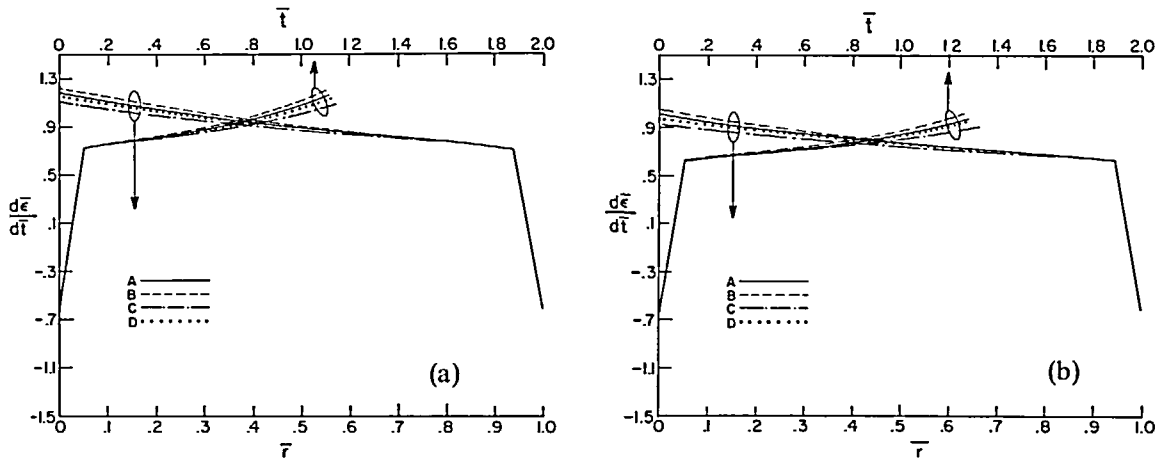 t̄
0 .2 .4 .6 .8 1.0 1.2 1.4 1.6 1.8 2.0
1.3
.9
dε̄
dt̄
.1
-.3
-.7
-1.1
-1.5
A
B
C
D
(a)
0 .1 .2 .3 .4 .5 .6 .7 .8 .9 1.0
r̄
t̄
0 .2 .4 .6 .8 1.0 1.2 1.4 1.6 1.8 2.0
1.3
.9
dε̄
dt̄
.1
-.3
-.7
-1.1
-1.5
A
B
C
D
(b)
0 .1 .2 .3 .4 .5 .6 .7 .8 .9 1.0
r̄